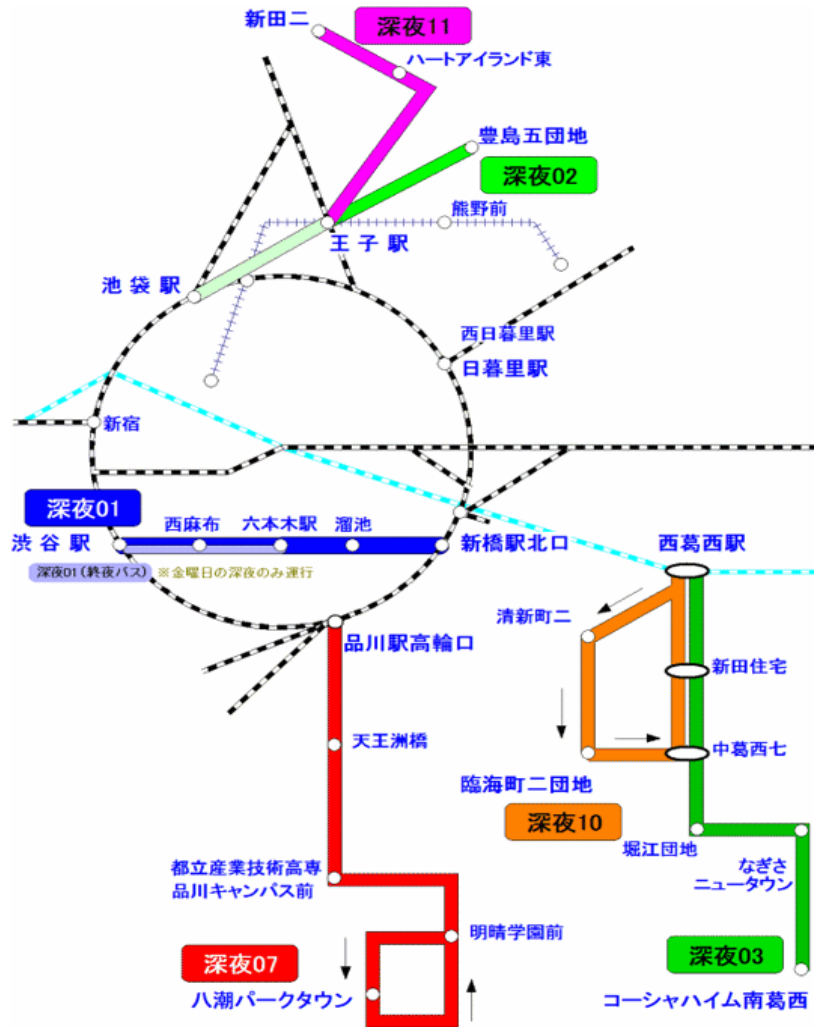 新田二
深夜11
ハートアイランド東
豊島五団地
深夜02
熊野前
王子駅
池袋駅
西日暮里駅
日暮里駅
新宿
深夜01
西麻布
六本木駅
溜池
渋谷駅
新橋駅北口
西葛西駅
深夜01(終夜バス) ※金曜日の深夜のみ運行
清新町二
品川駅高輪口
新田住宅
天王洲橋
中葛西七
臨海町二団地
深夜10
堀江団地
なぎさ
ニュータウン
都立産業技術高専
品川キャンパス前
明晴学園前
深夜07
深夜03
八潮パークタウン
コーシャハイム南葛西